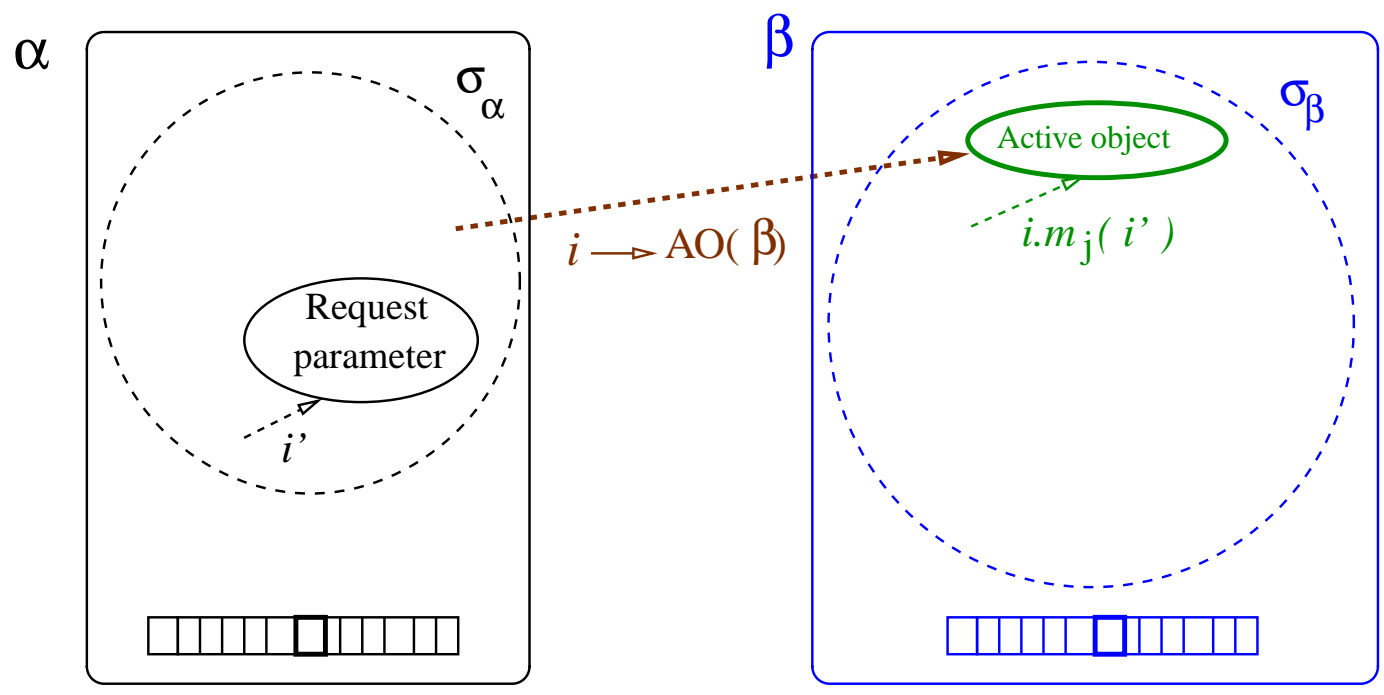 α
σα
Request
parameter
i’
i → AO( β)
β
σβ
Active object
i.mj( i’ )